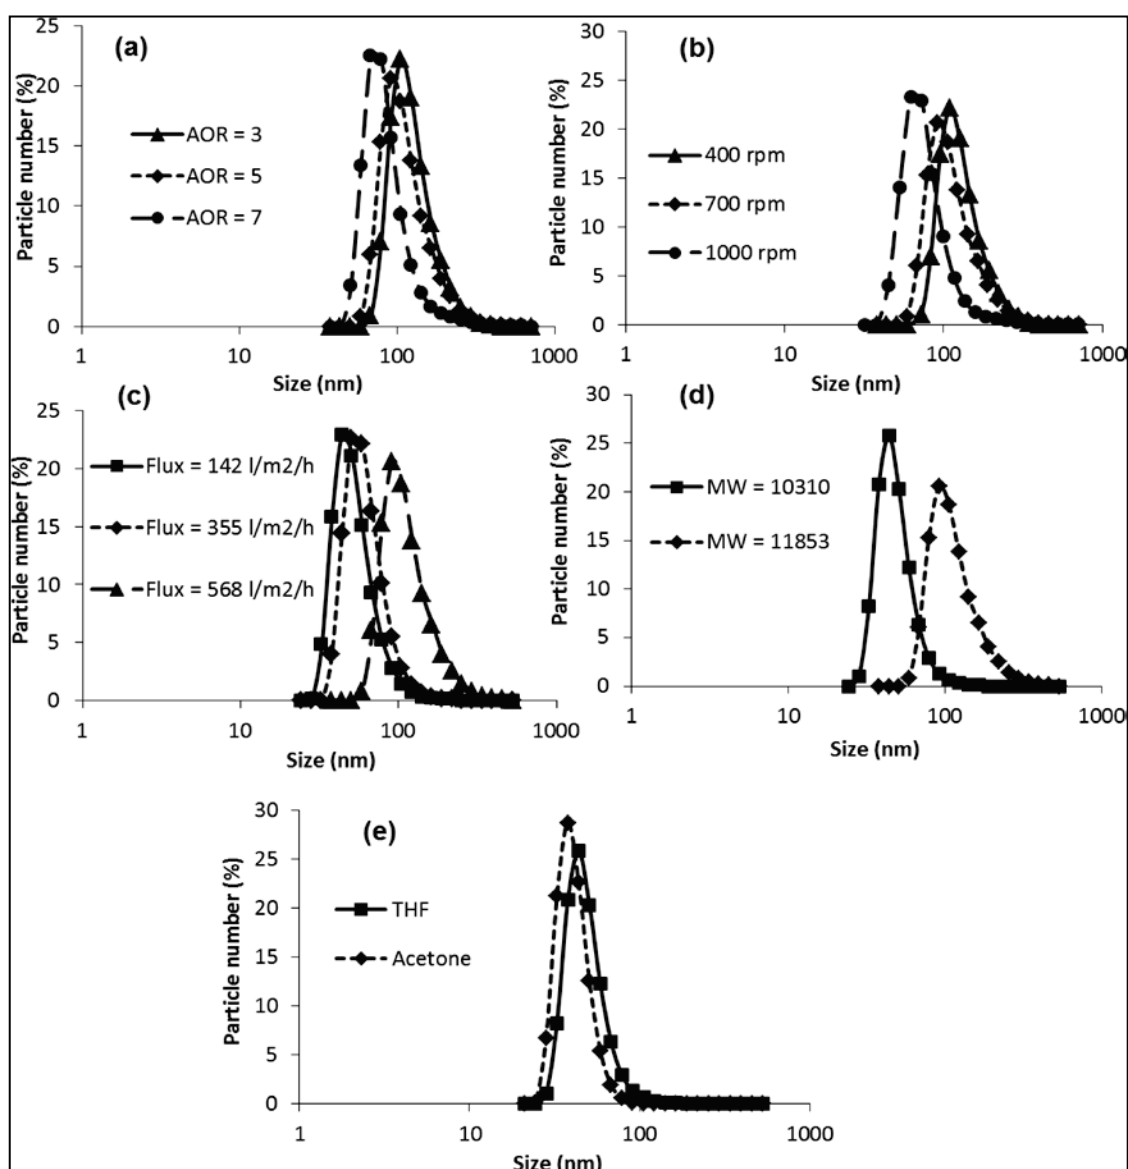 (a)
Particle number (%)
25
20
15
10
5
0
AOR = 3
AOR = 5
AOR = 7
1 10 100 1000
Size (nm)
(b)
Particle number (%)
30
25
20
15
10
5
0
400 rpm
700 rpm
1000 rpm
1 10 100 1000
Size (nm)
(c)
Particle number (%)
25
20
15
10
5
0
Flux = 142 l/m2/h
Flux = 355 l/m2/h
Flux = 568 l/m2/h
1 10 100 1000
Size (nm)
(d)
Particle number (%)
30
25
20
15
10
5
0
MW = 10310
MW = 11853
1 10 100 1000
Size (nm)
(e)
Particle number (%)
30
25
20
15
10
5
0
THF
Acetone
1 10 100 1000
Size (nm)